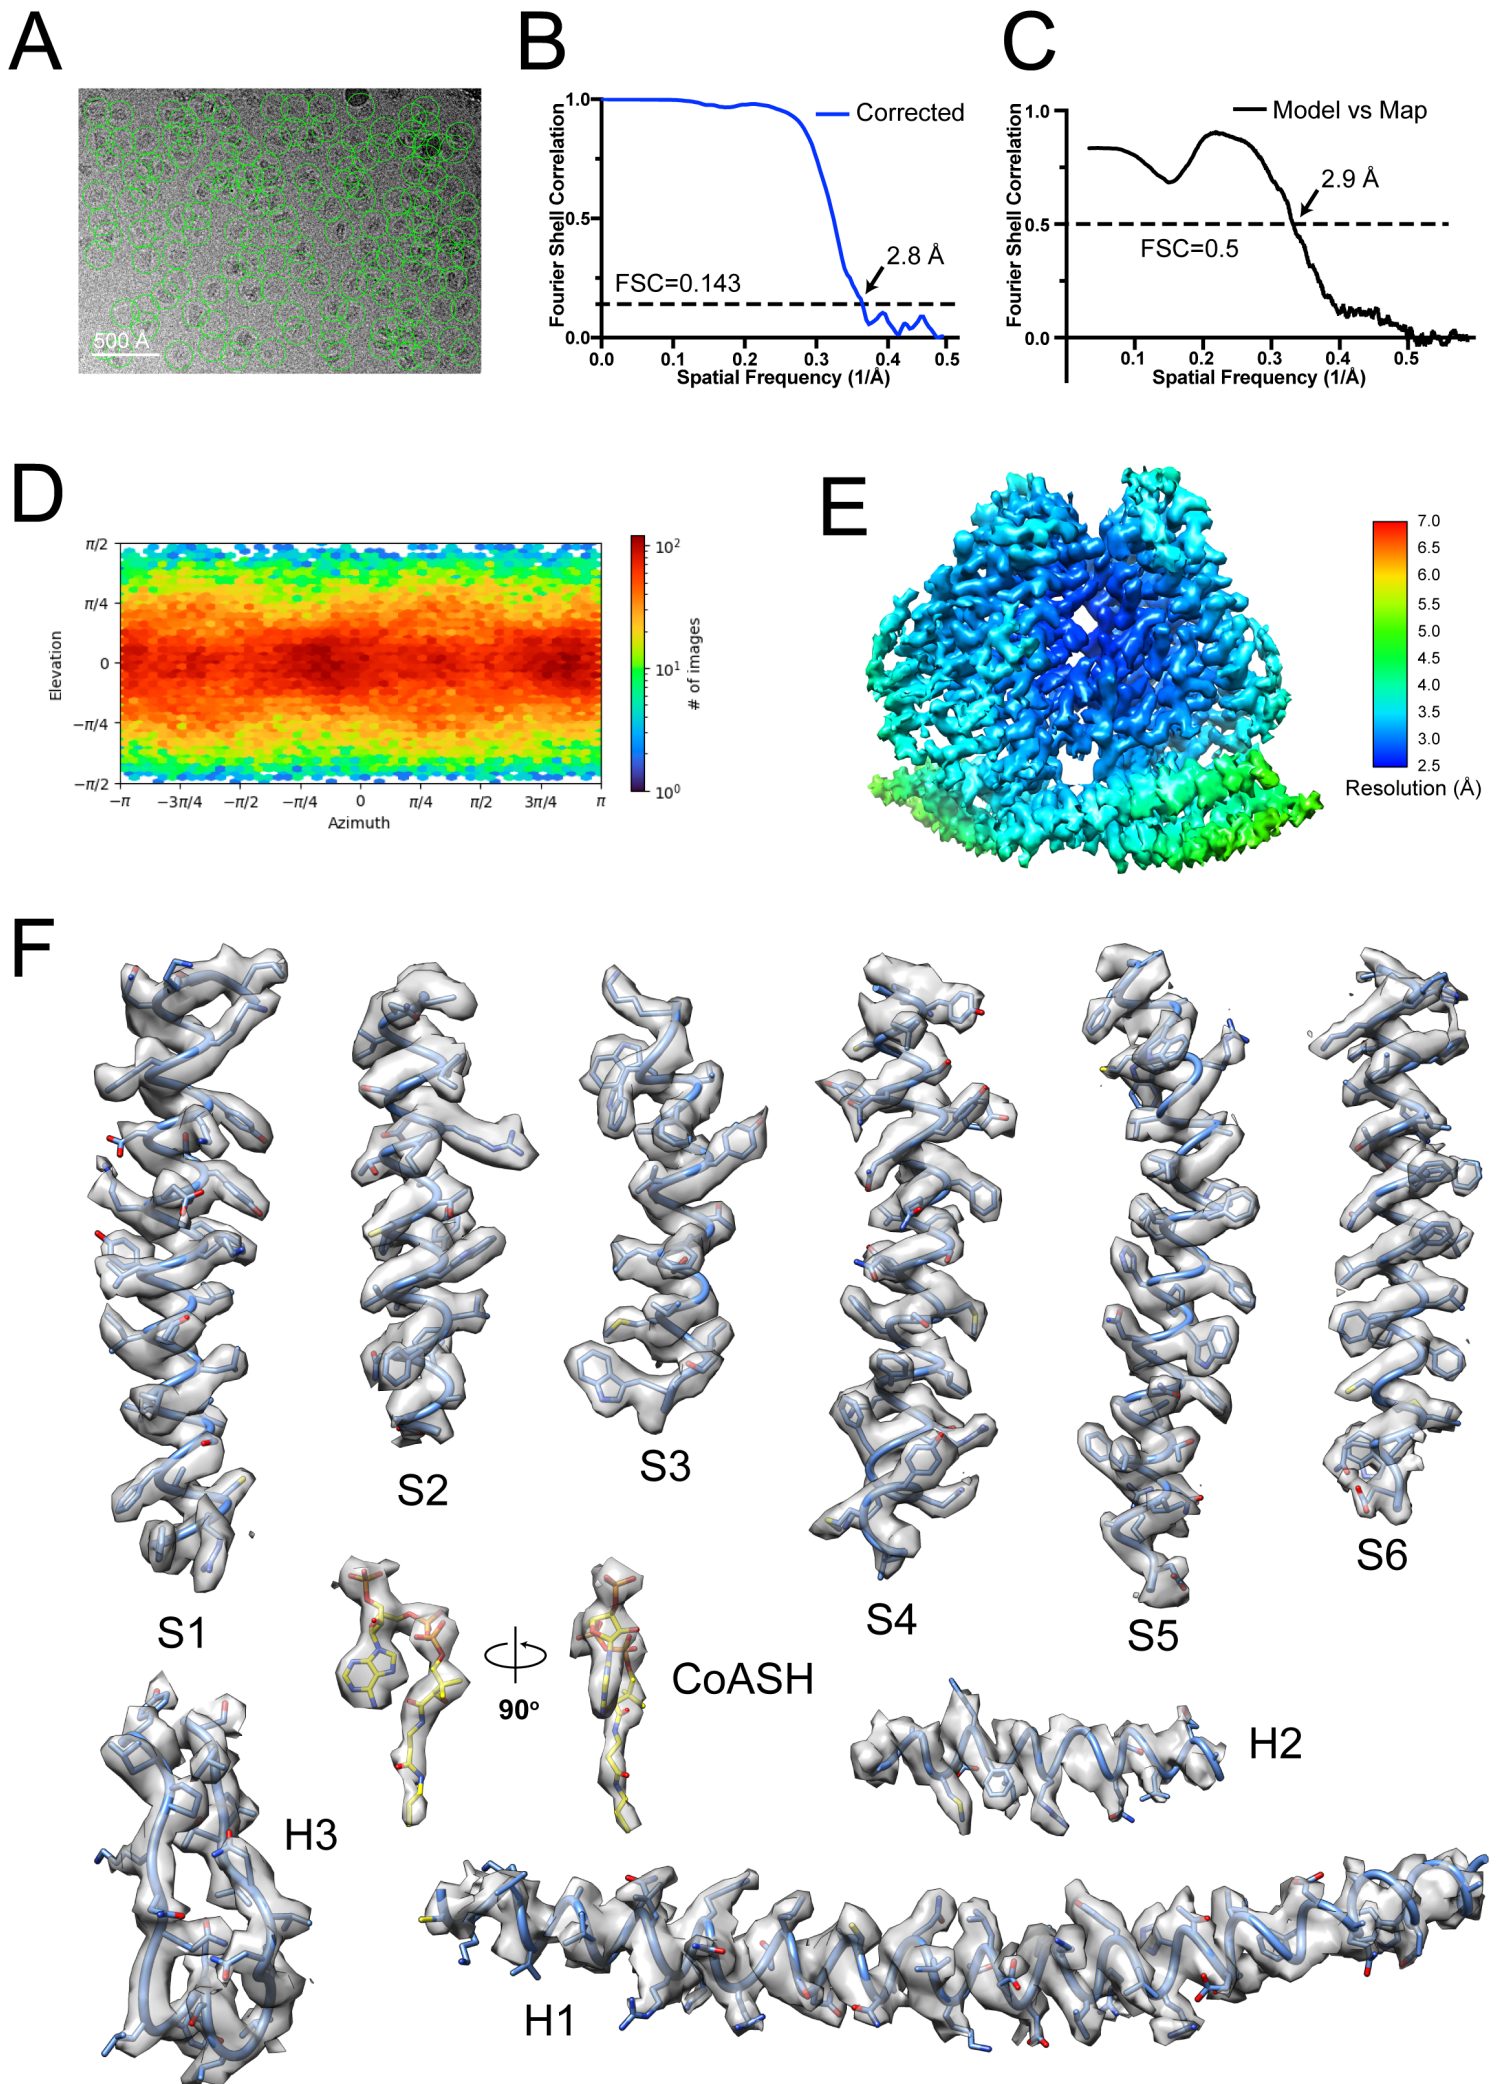 A
500 Å
B
Fourier Shell Correlation
1.0
0.5
0.0
Corrected
2.8 Å
FSC=0.143
0.0 0.1 0.2 0.3 0.4 0.5
Spatial Frequency (1/Å)
C
Fourier Shell Correlation
1.0
0.5
0.0
Model vs Map
2.9 Å
FSC=0.5
0.1 0.2 0.3 0.4 0.5
Spatial Frequency (1/Å)
D
Elevation
π/2
π/4
0
−π/4
−π/2
−π −3π/4 −π/2 −π/4 0 π/4 π/2 3π/4 π
Azimuth
10²
10¹
10⁰
# of images
E
7.0
6.5
6.0
5.5
5.0
4.5
4.0
3.5
3.0
2.5
Resolution (Å)
F
S1
S2
S3
S4
S5
S6
90º
CoASH
H3
H2
H1